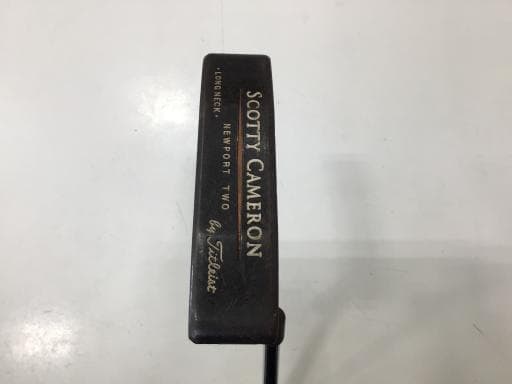 SCOTTY CAMERON
NEWPORT TWO
by Titleist
·LONG NECK·